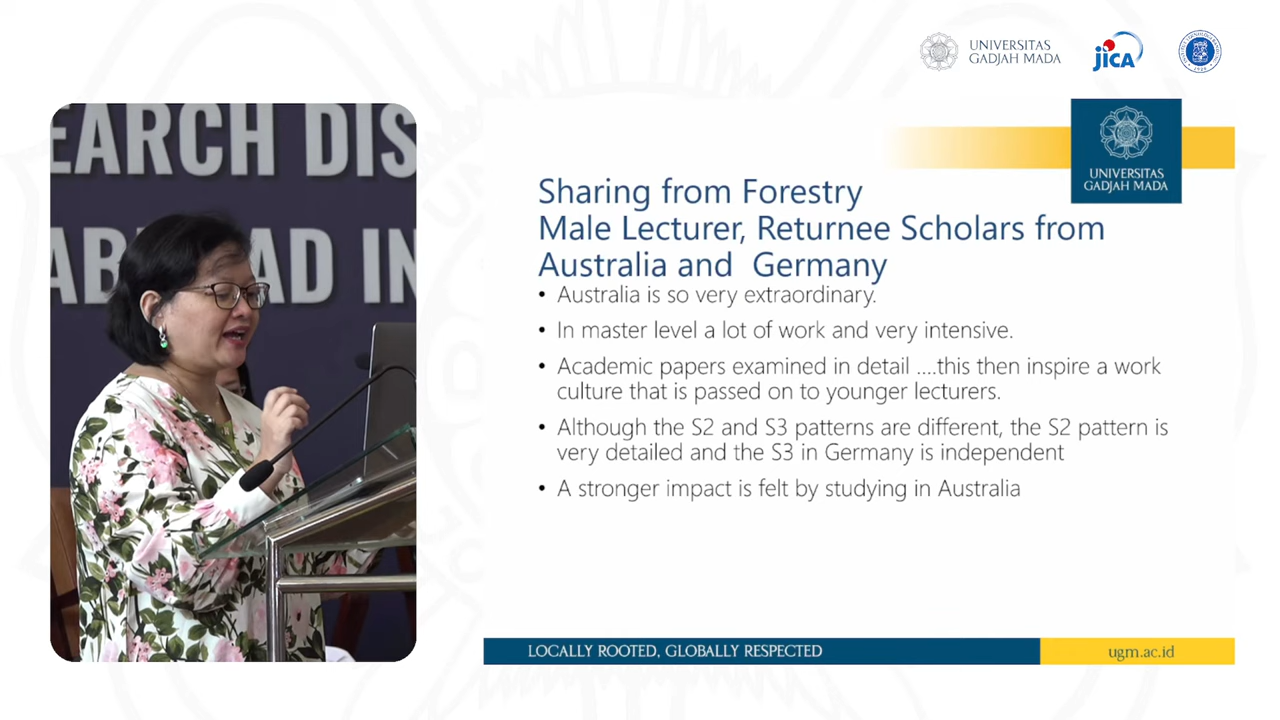 UNIVERSITAS
GADJAH MADA
JICA
EARCH DIS
AB AD IN
UNIVERSITAS
GADJAH MADA
Sharing from Forestry
Male Lecturer, Returnee Scholars from
Australia and  Germany
• Australia is so very extraordinary.
• In master level a lot of work and very intensive.
• Academic papers examined in detail ....this then inspire a work
culture that is passed on to younger lecturers.
• Although the S2 and S3 patterns are different, the S2 pattern is
very detailed and the S3 in Germany is independent
• A stronger impact is felt by studying in Australia
LOCALLY ROOTED, GLOBALLY RESPECTED
ugm.ac.id